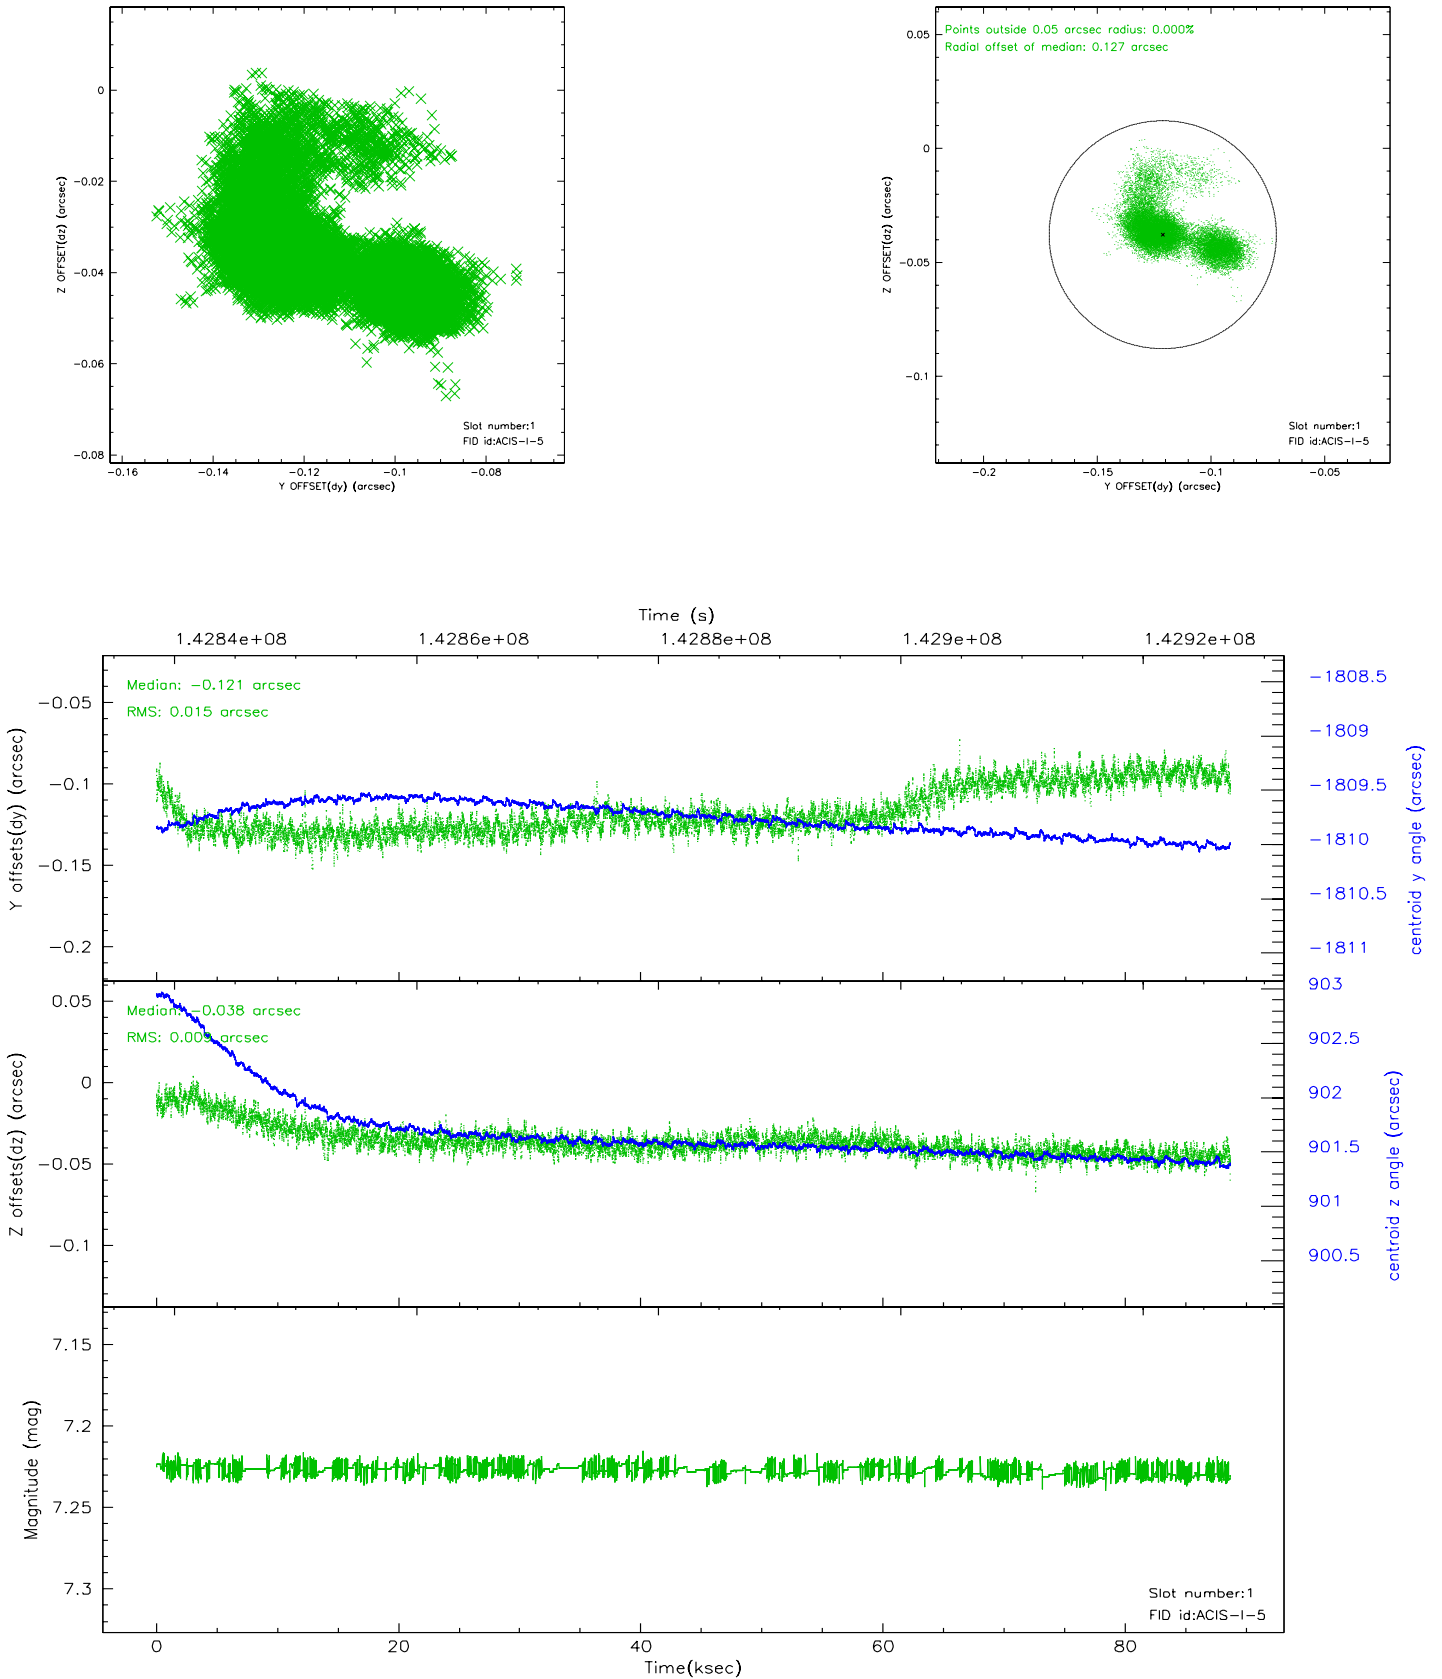 0
−0.02
−0.04
−0.06
−0.08
Z OFFSET(dz) (arcsec)
Slot number:1
FID id:ACIS−I−5
−0.16 −0.14 −0.12 −0.1 −0.08
Y OFFSET(dy) (arcsec)
Points outside 0.05 arcsec radius: 0.000%
Radial offset of median: 0.127 arcsec
0.05
0
−0.05
−0.1
Z OFFSET(dz) (arcsec)
Slot number:1
FID id:ACIS−I−5
−0.2 −0.15 −0.1 −0.05
Y OFFSET(dy) (arcsec)
Time (s)
1.4284e+08 1.4286e+08 1.4288e+08 1.429e+08 1.4292e+08
Median: −0.121 arcsec
RMS: 0.015 arcsec
−0.05
−0.1
−0.15
−0.2
Y offsets(dy) (arcsec)
−1808.5
−1809
−1809.5
−1810
−1810.5
−1811
centroid y angle (arcsec)
Median: −0.038 arcsec
RMS: 0.009 arcsec
0.05
0
−0.05
−0.1
Z offsets(dz) (arcsec)
903
902.5
902
901.5
901
900.5
centroid z angle (arcsec)
7.15
7.2
7.25
7.3
Magnitude (mag)
Slot number:1
FID id:ACIS−I−5
0 20 40 60 80
Time(ksec)